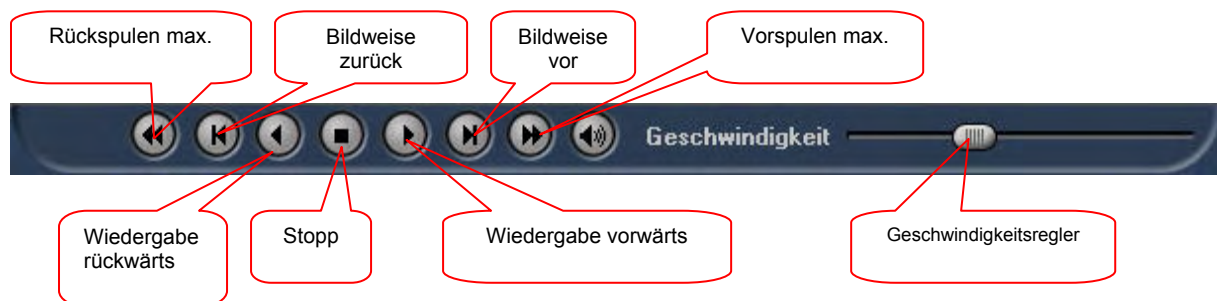 Rückspulen max.
Bildweise
zurück
Bildweise
vor
Vorspulen max.
Geschwindigkeit
Wiedergabe
rückwärts
Stopp
Wiedergabe vorwärts
Geschwindigkeitsregler